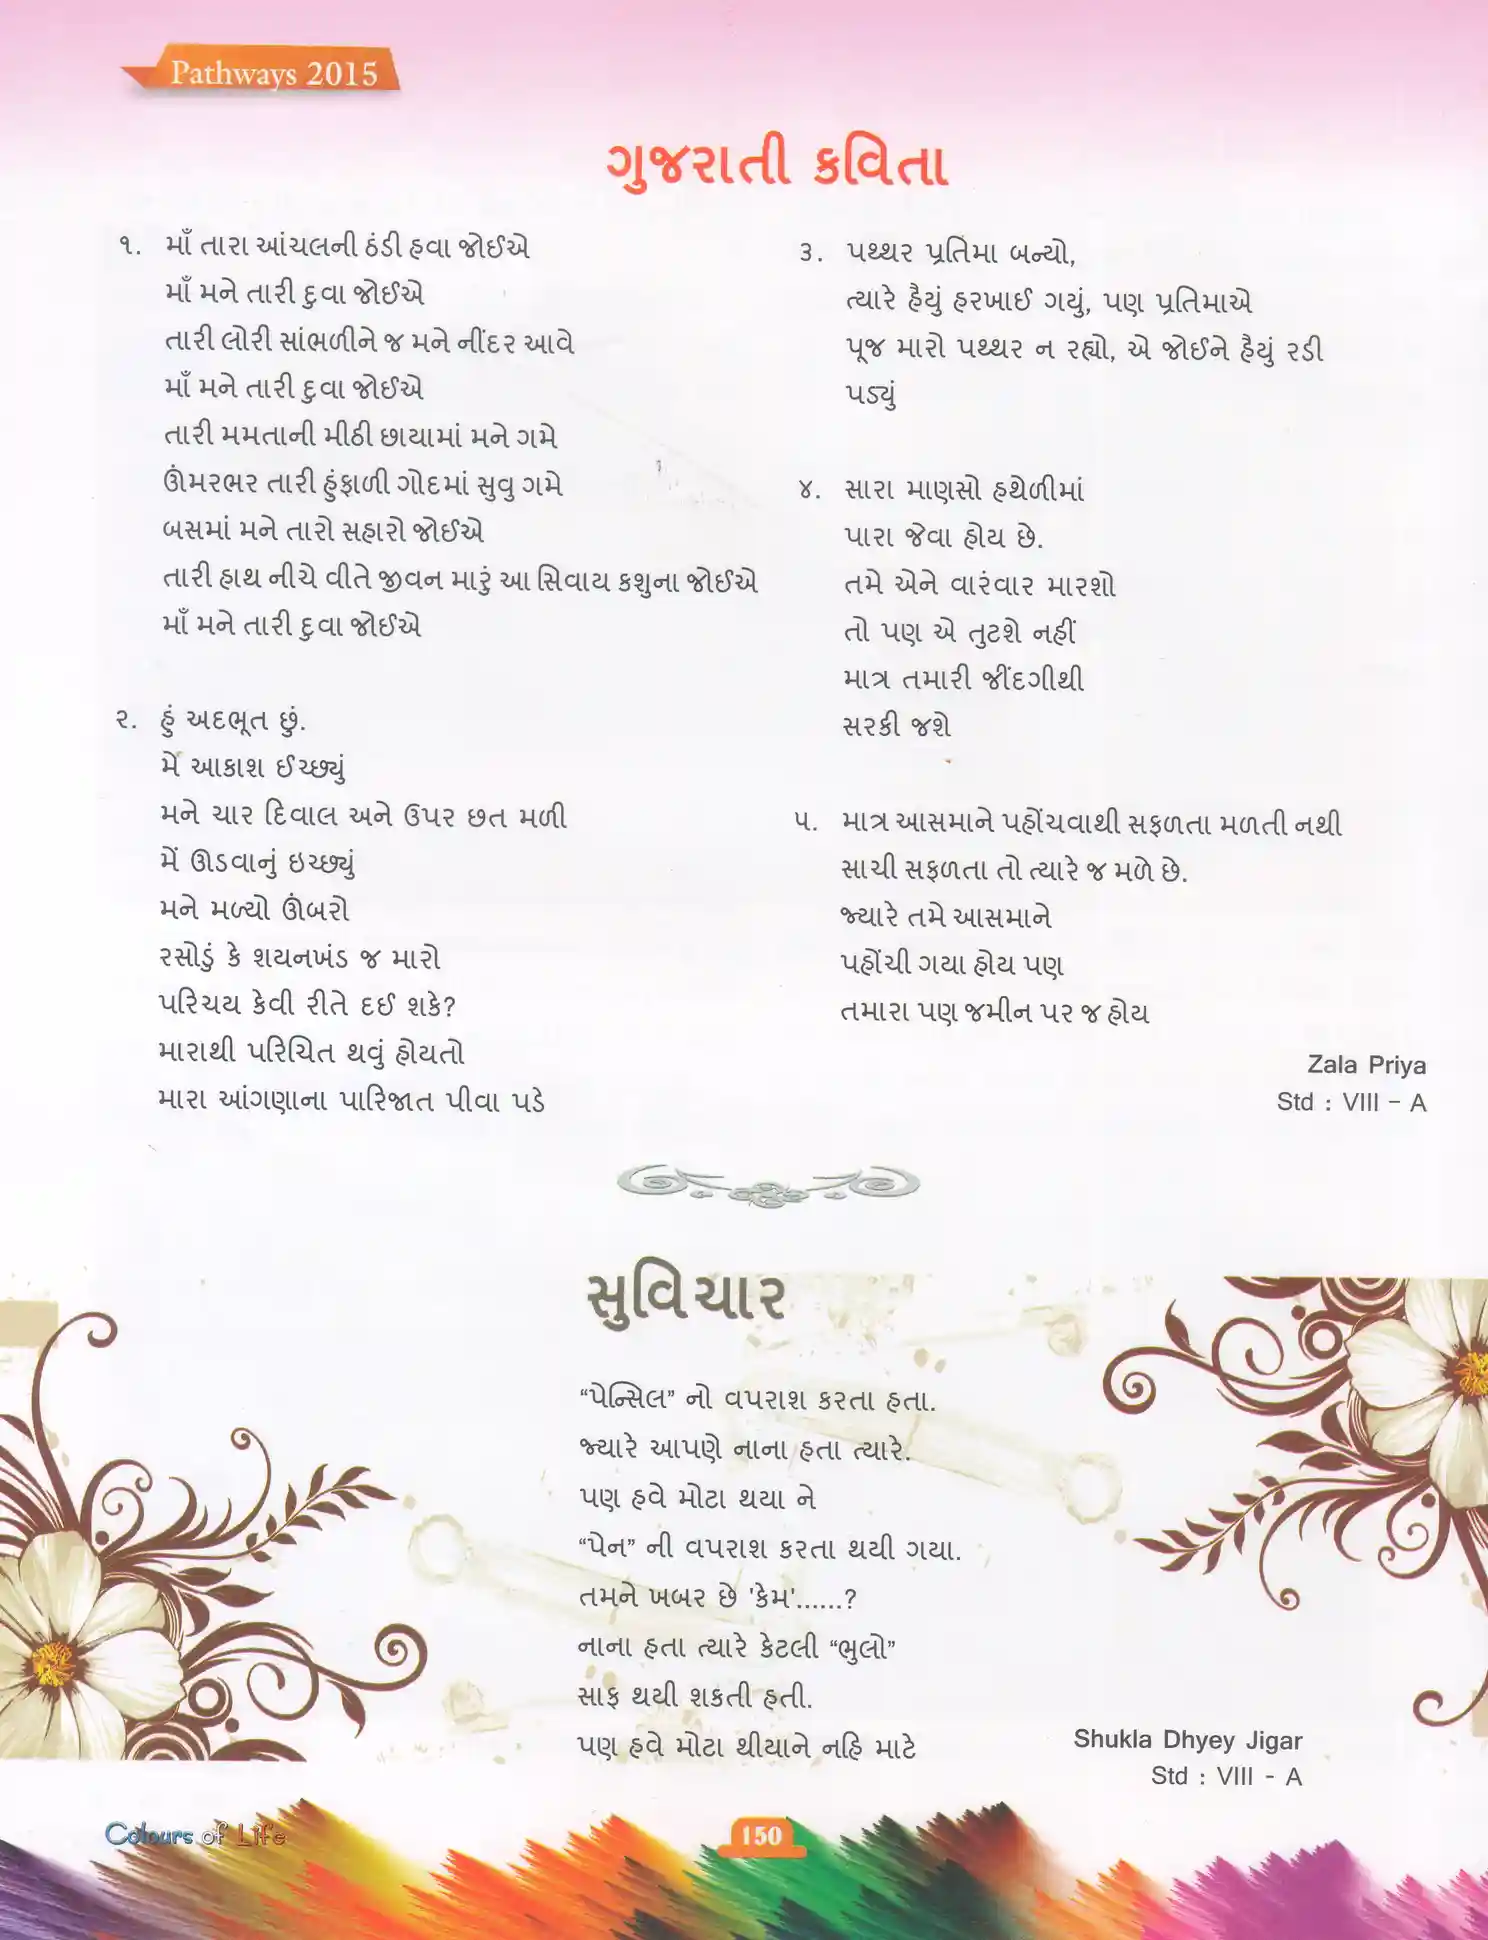 Pathways 2015
ગુજરાતી કવિતા
૧. માઁ તારા આંચલની ઠંડી હવા જોઈએ
માઁ મને તારી દુવા જોઈએ
તારી લોરી સાંભળીને જ મને નીંદર આવે
માઁ મને તારી દુવા જોઈએ
તારી મમતાની મીઠી છાયામાં મને ગમે
ઊંમરભર તારી હુંફાળી ગોદમાં સુવુ ગમે
બસમાં મને તારો સહારો જોઈએ
તારી હાથ નીચે વીતે જીવન મારું આ સિવાય કશુના જોઈએ
માઁ મને તારી દુવા જોઈએ
૨. હું અદભૂત છું.
મેં આકાશ ઈચ્છ્યું
મને ચાર દિવાલ અને ઉપર છત મળી
મેં ઊડવાનું ઇચ્છ્યું
મને મળ્યો ઊંબરો
રસોડું કે શયનખંડ જ મારો
પરિચય કેવી રીતે દઈ શકે?
મારાથી પરિચિત થવું હોયતો
મારા આંગણાના પારિજાત પીવા પડે
૩. પથ્થર પ્રતિમા બન્યો,
ત્યારે હૈયું હરખાઈ ગયું, પણ પ્રતિમાએ
પૂજ મારો પથ્થર ન રહ્યો, એ જોઈને હૈયું રડી
પડ્યું
૪. સારા માણસો હથેળીમાં
પારા જેવા હોય છે.
તમે એને વારંવાર મારશો
તો પણ એ તુટશે નહીં
માત્ર તમારી જીંદગીથી
સરકી જશે
૫. માત્ર આસમાને પહોંચવાથી સફળતા મળતી નથી
સાચી સફળતા તો ત્યારે જ મળે છે.
જ્યારે તમે આસમાને
પહોંચી ગયા હોય પણ
તમારા પણ જમીન પર જ હોય
Zala Priya
Std : VIII - A
સુવિચાર
“પેન્સિલ” નો વપરાશ કરતા હતા.
જ્યારે આપણે નાના હતા ત્યારે.
પણ હવે મોટા થયા ને
“પેન” ની વપરાશ કરતા થયી ગયા.
તમને ખબર છે 'કેમ'......?
નાના હતા ત્યારે કેટલી “ભુલો”
સાફ થયી શકતી હતી.
પણ હવે મોટા થીયાને નહિ માટે
Shukla Dhyey Jigar
Std : VIII - A
Colours of Life
150